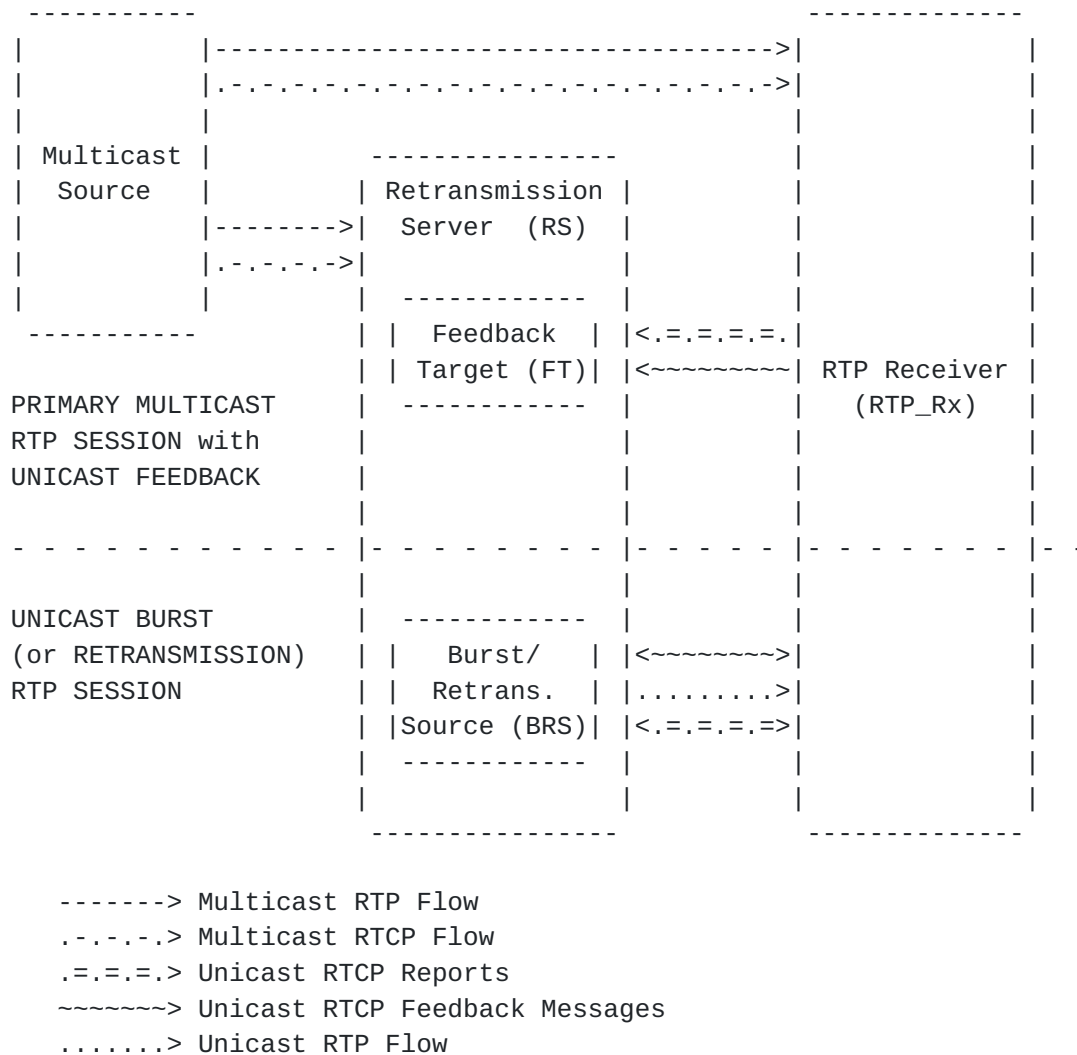 -----------                                       --------------
|           |------------------------------------>|              |
|           |.-.-.-.-.-.-.-.-.-.-.-.-.-.-.-.-.-.->|              |
|           |                                     |              |
| Multicast |          ----------------           |              |
|  Source   |         | Retransmission |          |              |
|           |-------->|  Server  (RS)  |          |              |
|           |.-.-.-.->|                |          |              |
|           |         |  ------------  |          |              |
 -----------          | |  Feedback  | |<.=.=.=.=.|              |
                      | | Target (FT)| |<~~~~~~~~~| RTP Receiver |
PRIMARY MULTICAST     |  ------------  |          |   (RTP_Rx)   |
RTP SESSION with      |                |          |              |
UNICAST FEEDBACK      |                |          |              |
                      |                |          |              |
- - - - - - - - - - - |- - - - - - - - |- - - - - |- - - - - - - |- -
                      |                |          |              |
UNICAST BURST         |  ------------  |          |              |
(or RETRANSMISSION)   | |   Burst/   | |<~~~~~~~~>|              |
RTP SESSION           | |  Retrans.  | |.........>|              |
                      | |Source (BRS)| |<.=.=.=.=>|              |
                      |  ------------  |          |              |
                      |                |          |              |
                       ----------------            --------------

   -------> Multicast RTP Flow
   .-.-.-.> Multicast RTCP Flow
   .=.=.=.> Unicast RTCP Reports
   ~~~~~~~> Unicast RTCP Feedback Messages
   .......> Unicast RTP Flow